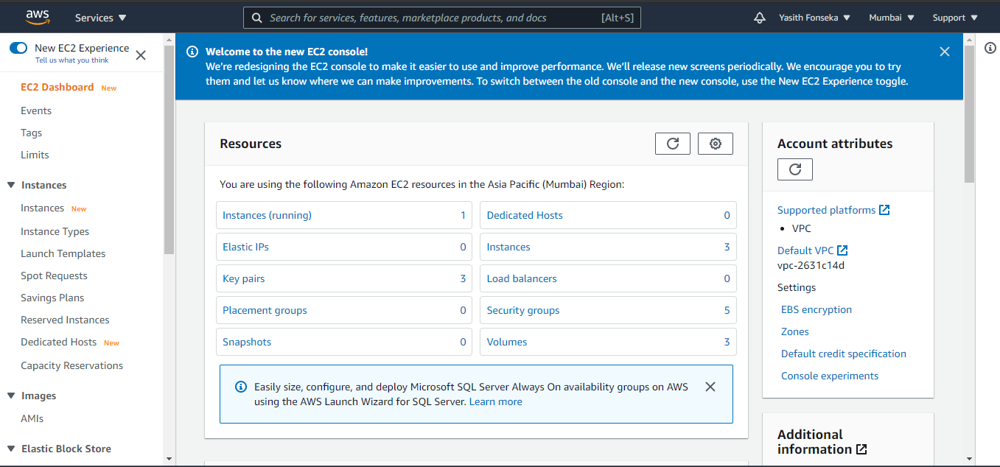 aws
Services
Search for services, features, marketplace products, and docs
[Alt+S]
Yasith Fonseka
Mumbai
Support
New EC2 Experience
Tell us what you think
EC2 Dashboard New
Events
Tags
Limits
Instances
Instances New
Instance Types
Launch Templates
Spot Requests
Savings Plans
Reserved Instances
Dedicated Hosts New
Capacity Reservations
Images
AMIs
Elastic Block Store
Welcome to the new EC2 console!
We're redesigning the EC2 console to make it easier to use and improve performance. We'll release new screens periodically. We encourage you to try
them and let us know where we can make improvements. To switch between the old console and the new console, use the New EC2 Experience toggle.
Resources
You are using the following Amazon EC2 resources in the Asia Pacific (Mumbai) Region:
Instances (running) 1
Dedicated Hosts 0
Elastic IPs 0
Instances 3
Key pairs 3
Load balancers 0
Placement groups 0
Security groups 5
Snapshots 0
Volumes 3
Easily size, configure, and deploy Microsoft SQL Server Always On availability groups on AWS
using the AWS Launch Wizard for SQL Server. Learn more
Account attributes
Supported platforms
• VPC
Default VPC
vpc-2631c14d
Settings
EBS encryption
Zones
Default credit specification
Console experiments
Additional
information